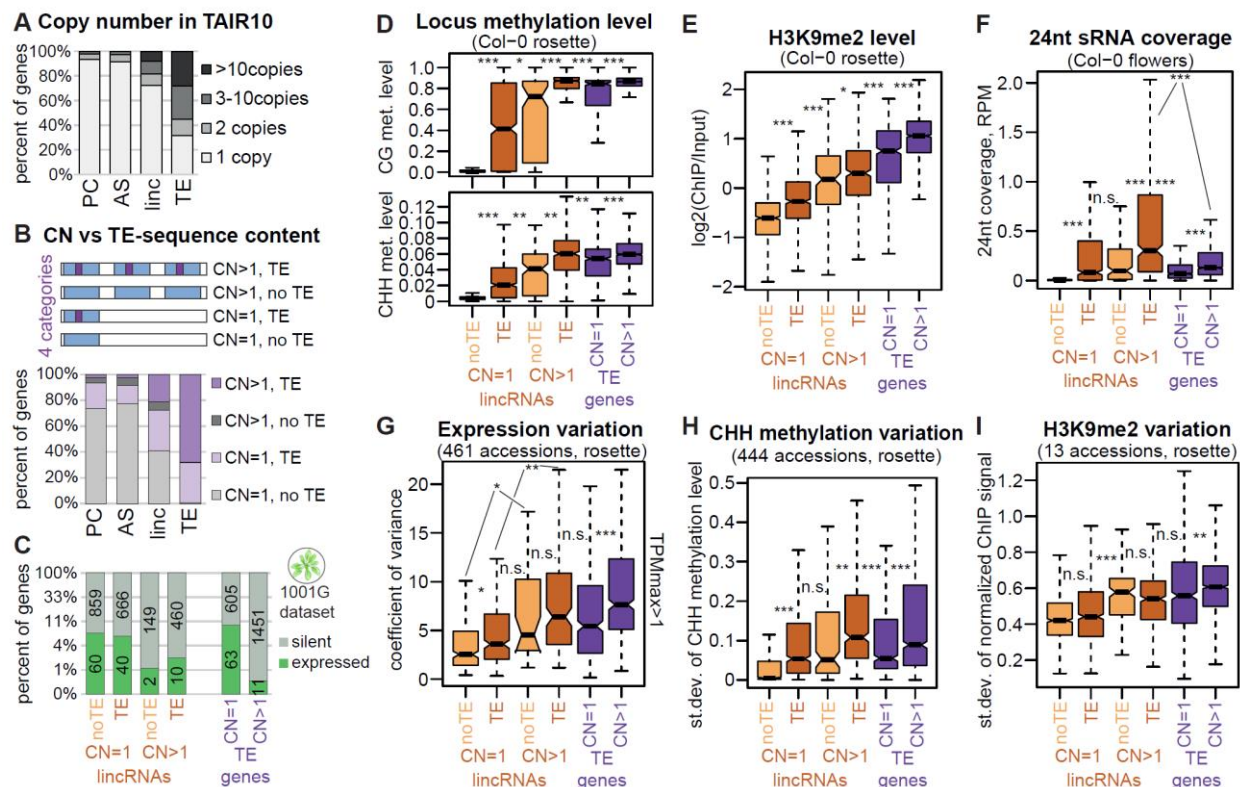 A Copy number in TAIR10
percent of genes
100%
80%
60%
40%
20%
0%
PC
AS
linc
TE
>10copies
3-10copies
2 copies
1 copy
B CN vs TE-sequence content
4 categories
CN>1, TE
CN>1, no TE
CN=1, TE
CN=1, no TE
percent of genes
100%
80%
60%
40%
20%
0%
PC
AS
linc
TE
CN>1, TE
CN>1, no TE
CN=1, TE
CN=1, no TE
C
percent of genes
100%
33%
11%
4%
1%
0%
859
666
149
460
605
1451
60
40
2
10
63
11
1001G
dataset
silent
expressed
noTE
TE
noTE
TE
CN=1
CN>1
CN=1
CN>1
lincRNAs
TE
genes
D Locus methylation level
(Col−0 rosette)
CG met. level
1.0
0.8
0.6
0.4
0.2
0.0
*** * *** *** ***
CHH met. level
0.12
0.1
0.08
0.06
0.04
0.02
0
*** ** ** ** ***
noTE
TE
noTE
TE
CN=1
CN>1
CN=1
CN>1
lincRNAs
TE
genes
E H3K9me2 level
(Col−0 rosette)
log2(ChIP/Input)
2
1
0
−1
−2
*** *** * *** ***
noTE
TE
noTE
TE
CN=1
CN>1
CN=1
CN>1
lincRNAs
TE
genes
F 24nt sRNA coverage
(Col−0 flowers)
24nt coverage, RPM
2.0
1.5
1.0
0.5
0
*** n.s. *** *** *** ***
noTE
TE
noTE
TE
CN=1
CN>1
CN=1
CN>1
lincRNAs
TE
genes
G Expression variation
(461 accessions, rosette)
coefficient of variance
20
15
10
5
0
* ** * n.s. n.s. ***
TPMmax>1
noTE
TE
noTE
TE
CN=1
CN>1
CN=1
CN>1
lincRNAs
TE
genes
H CHH methylation variation
(444 accessions, rosette)
st.dev. of CHH methylation level
0.5
0.4
0.3
0.2
0.1
0
*** n.s. ** *** ***
noTE
TE
noTE
TE
CN=1
CN>1
CN=1
CN>1
lincRNAs
TE
genes
I H3K9me2 variation
(13 accessions, rosette)
st.dev. of normalized ChIP signal
1.2
1.0
0.8
0.6
0.4
0.2
n.s. *** n.s. n.s. **
noTE
TE
noTE
TE
CN=1
CN>1
CN=1
CN>1
lincRNAs
TE
genes